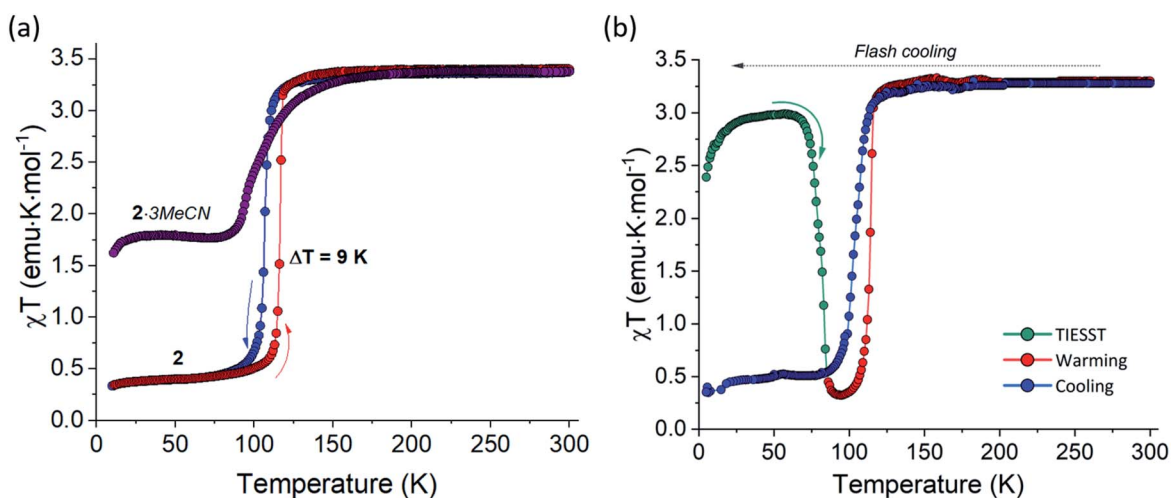 (a)
3.5
3.0
2.5
2.0
1.5
1.0
0.5
0.0
χT (emu·K·mol⁻¹)
2·3MeCN
ΔT = 9 K
2
0 50 100 150 200 250 300
Temperature (K)
(b)
Flash cooling
3.5
3.0
2.5
2.0
1.5
1.0
0.5
0.0
χT (emu·K·mol⁻¹)
TIESST
Warming
Cooling
0 50 100 150 200 250 300
Temperature (K)